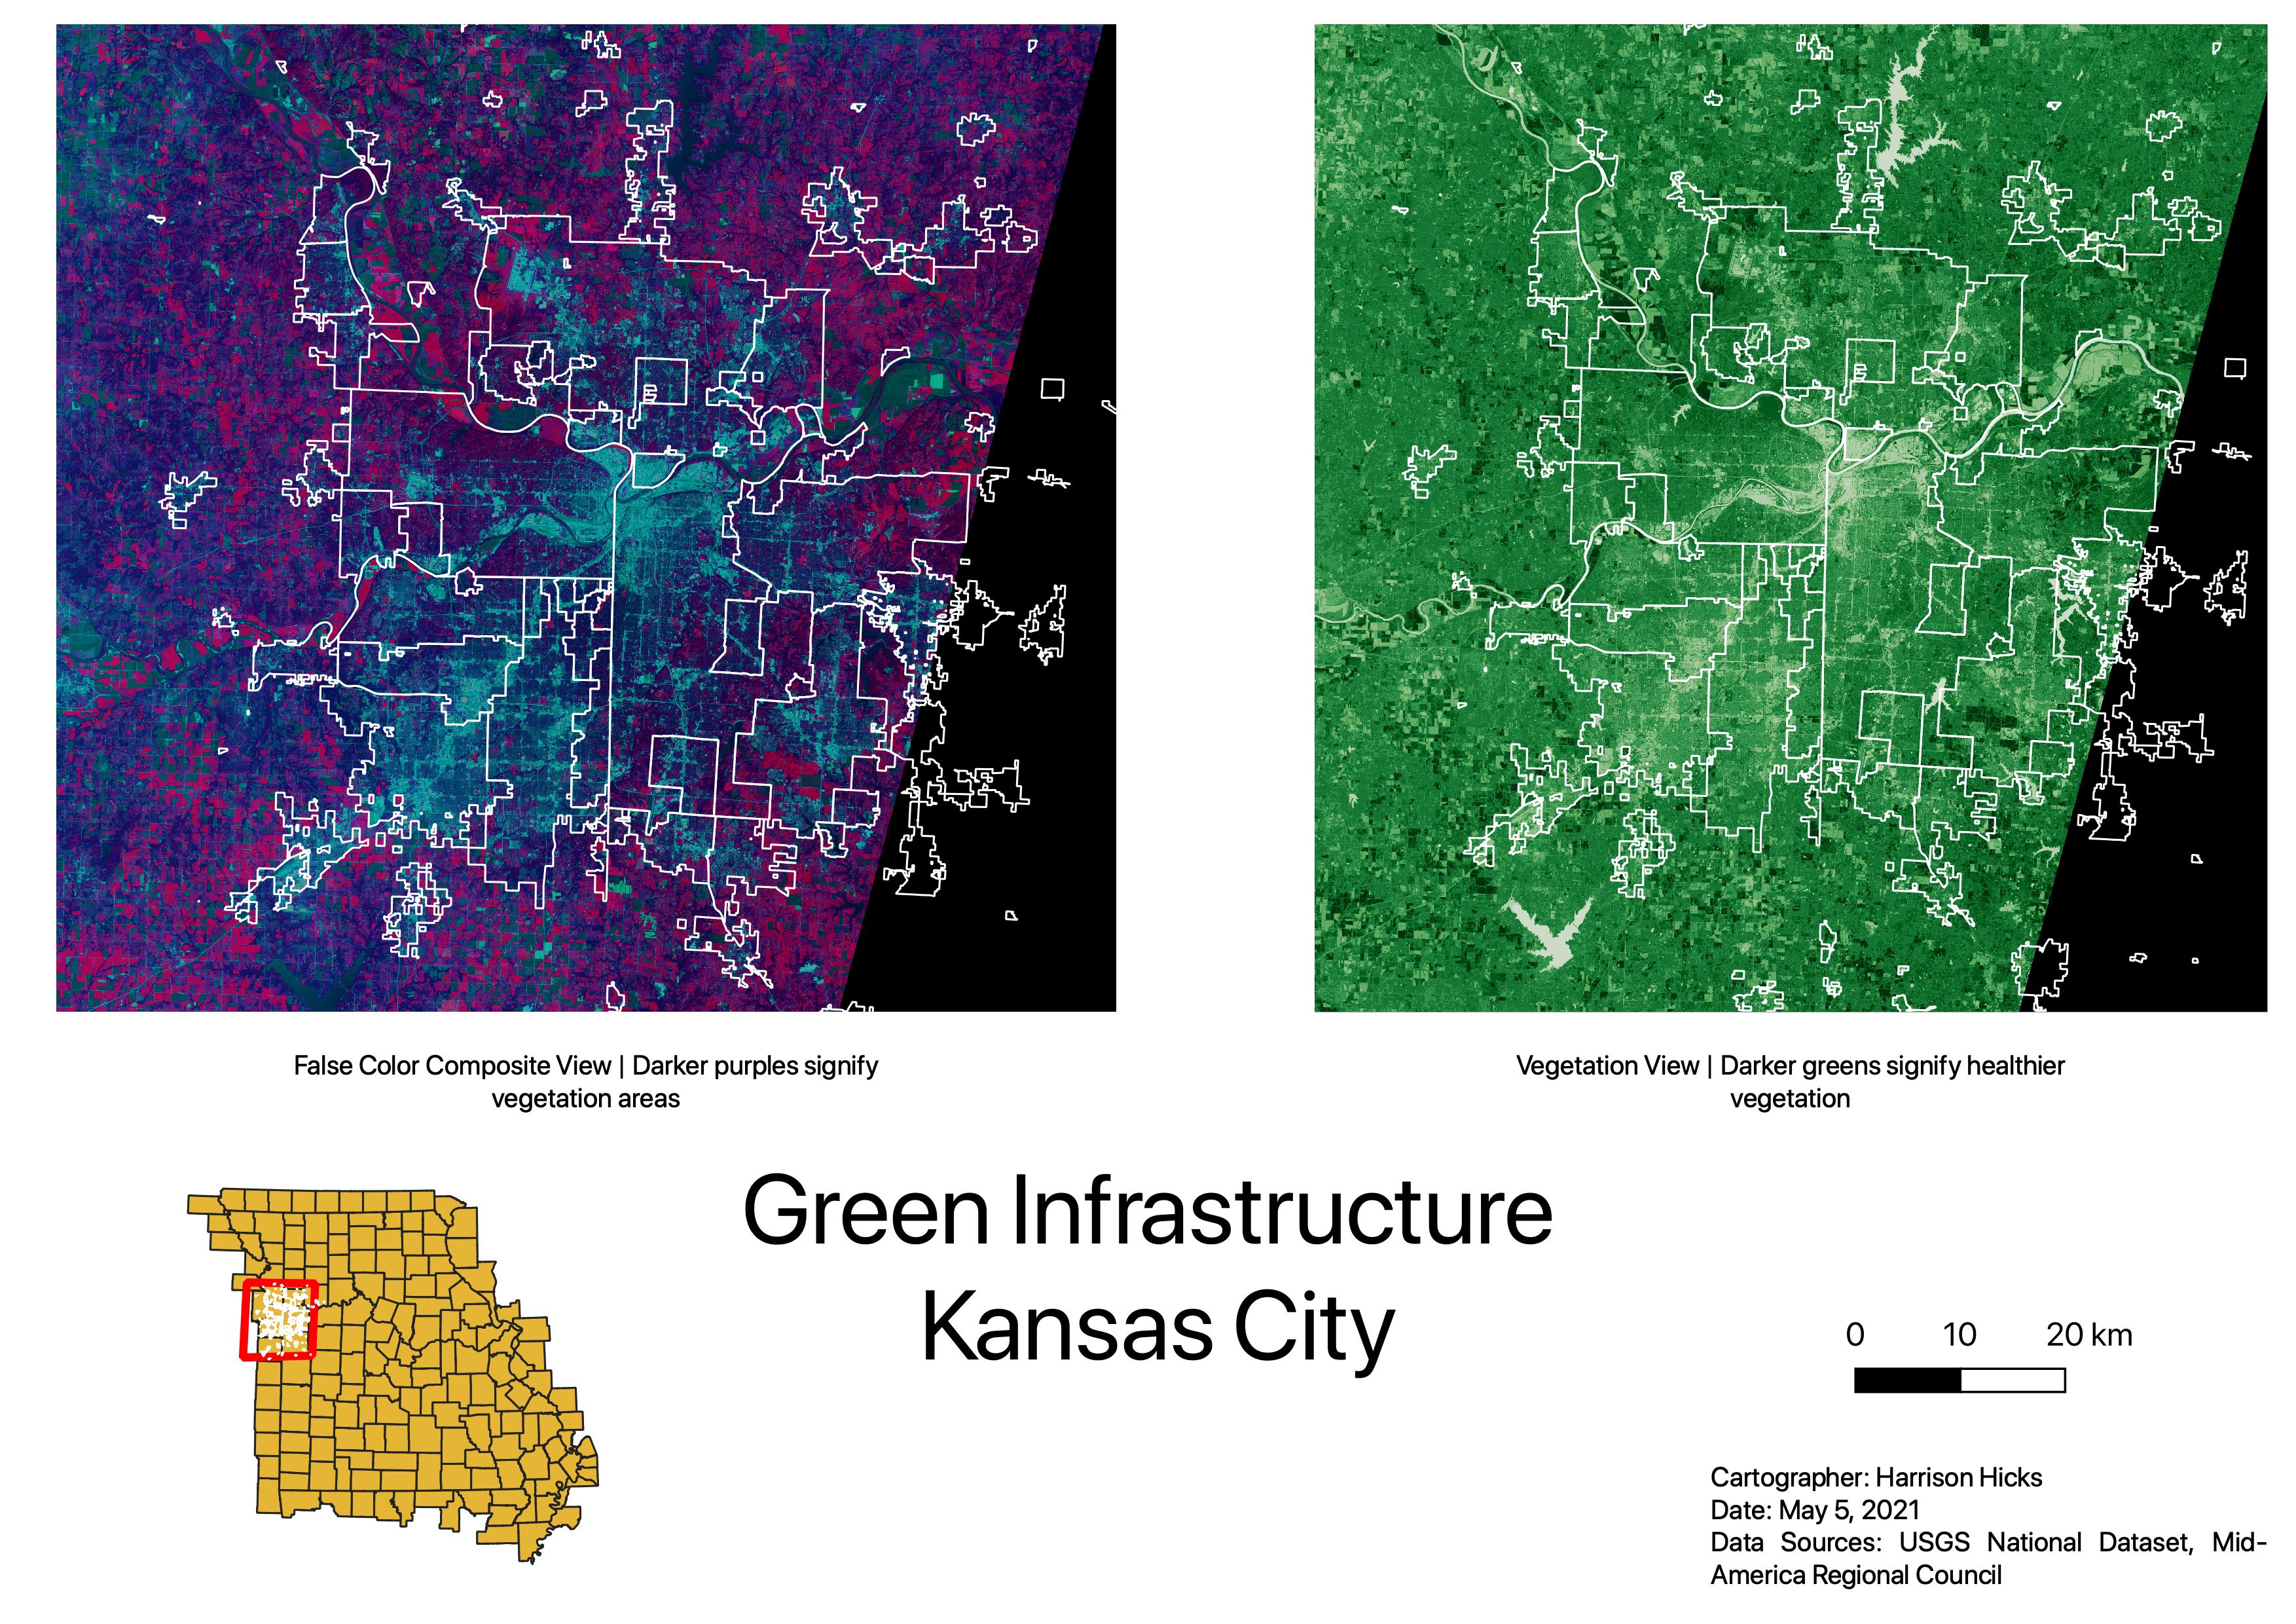 False Color Composite View | Darker purples signify
vegetation areas
Vegetation View | Darker greens signify healthier
vegetation
Green Infrastructure
Kansas City
0 10 20 km
Cartographer: Harrison Hicks
Date: May 5, 2021
Data Sources: USGS National Dataset, Mid-
America Regional Council